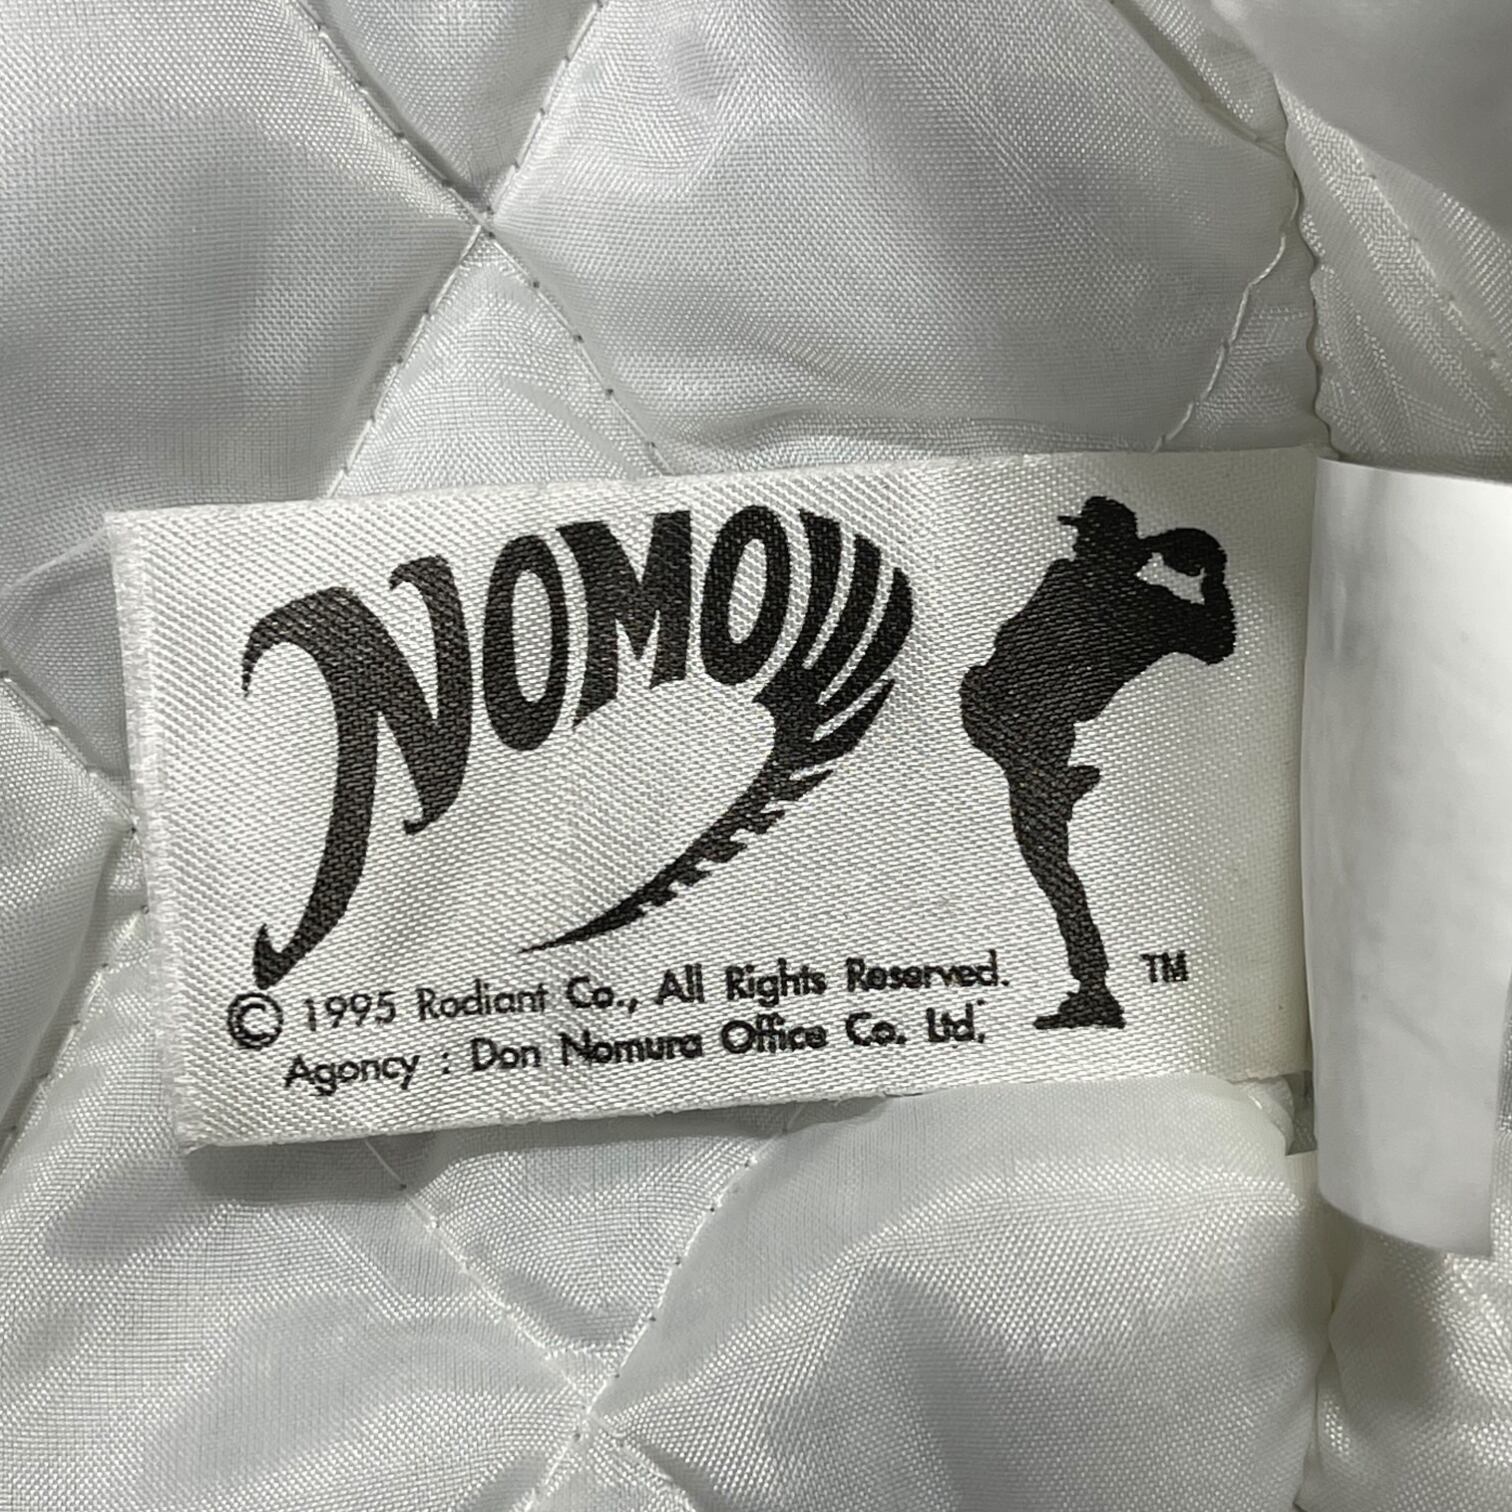 NOMO
© 1995 Rodiant Co., All Rights Reserved.
Agoncy : Don Nomura Office Co. Ltd.
TM